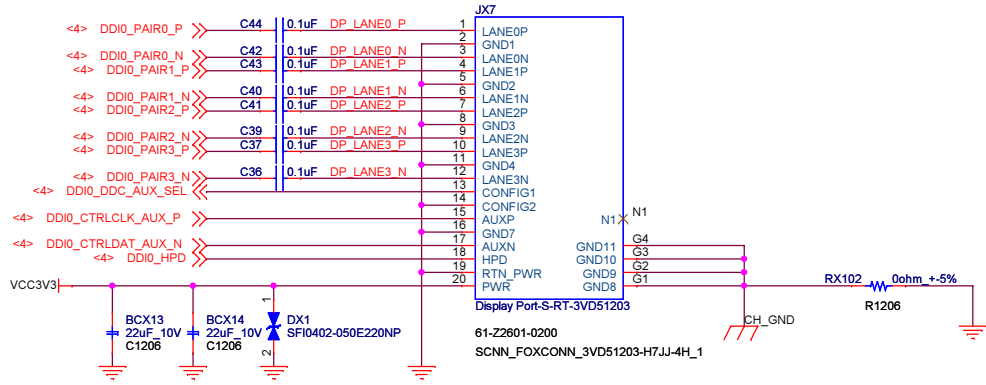 JX7
<4> DDI0_PAIR0_P C44 0.1uF DP_LANE0_P 1 LANE0P
2 GND1
<4> DDI0_PAIR0_N C42 0.1uF DP_LANE0_N 3 LANE0N
<4> DDI0_PAIR1_P C43 0.1uF DP_LANE1_P 4 LANE1P
5 GND2
<4> DDI0_PAIR1_N C40 0.1uF DP_LANE1_N 6 LANE1N
<4> DDI0_PAIR2_P C41 0.1uF DP_LANE2_P 7 LANE2P
8 GND3
<4> DDI0_PAIR2_N C39 0.1uF DP_LANE2_N 9 LANE2N
<4> DDI0_PAIR3_P C37 0.1uF DP_LANE3_P 10 LANE3P
11 GND4
<4> DDI0_PAIR3_N C36 0.1uF DP_LANE3_N 12 LANE3N
<4> DDI0_DDC_AUX_SEL 13 CONFIG1
14 CONFIG2
<4> DDI0_CTRLCLK_AUX_P 15 AUXP N1 N1
16 GND7
<4> DDI0_CTRLDAT_AUX_N 17 AUXN GND11 G4
<4> DDI0_HPD 18 HPD GND10 G3
19 RTN_PWR GND9 G2
VCC3V3 20 PWR GND8 G1 RX102 0ohm_+-5%
R1206
Display Port-S-RT-3VD51203
1
BCX13 BCX14 DX1 CH_GND
22uF_10V 22uF_10V SFI0402-050E220NP 61-Z2601-0200
C1206 C1206
2 SCNN_FOXCONN_3VD51203-H7JJ-4H_1